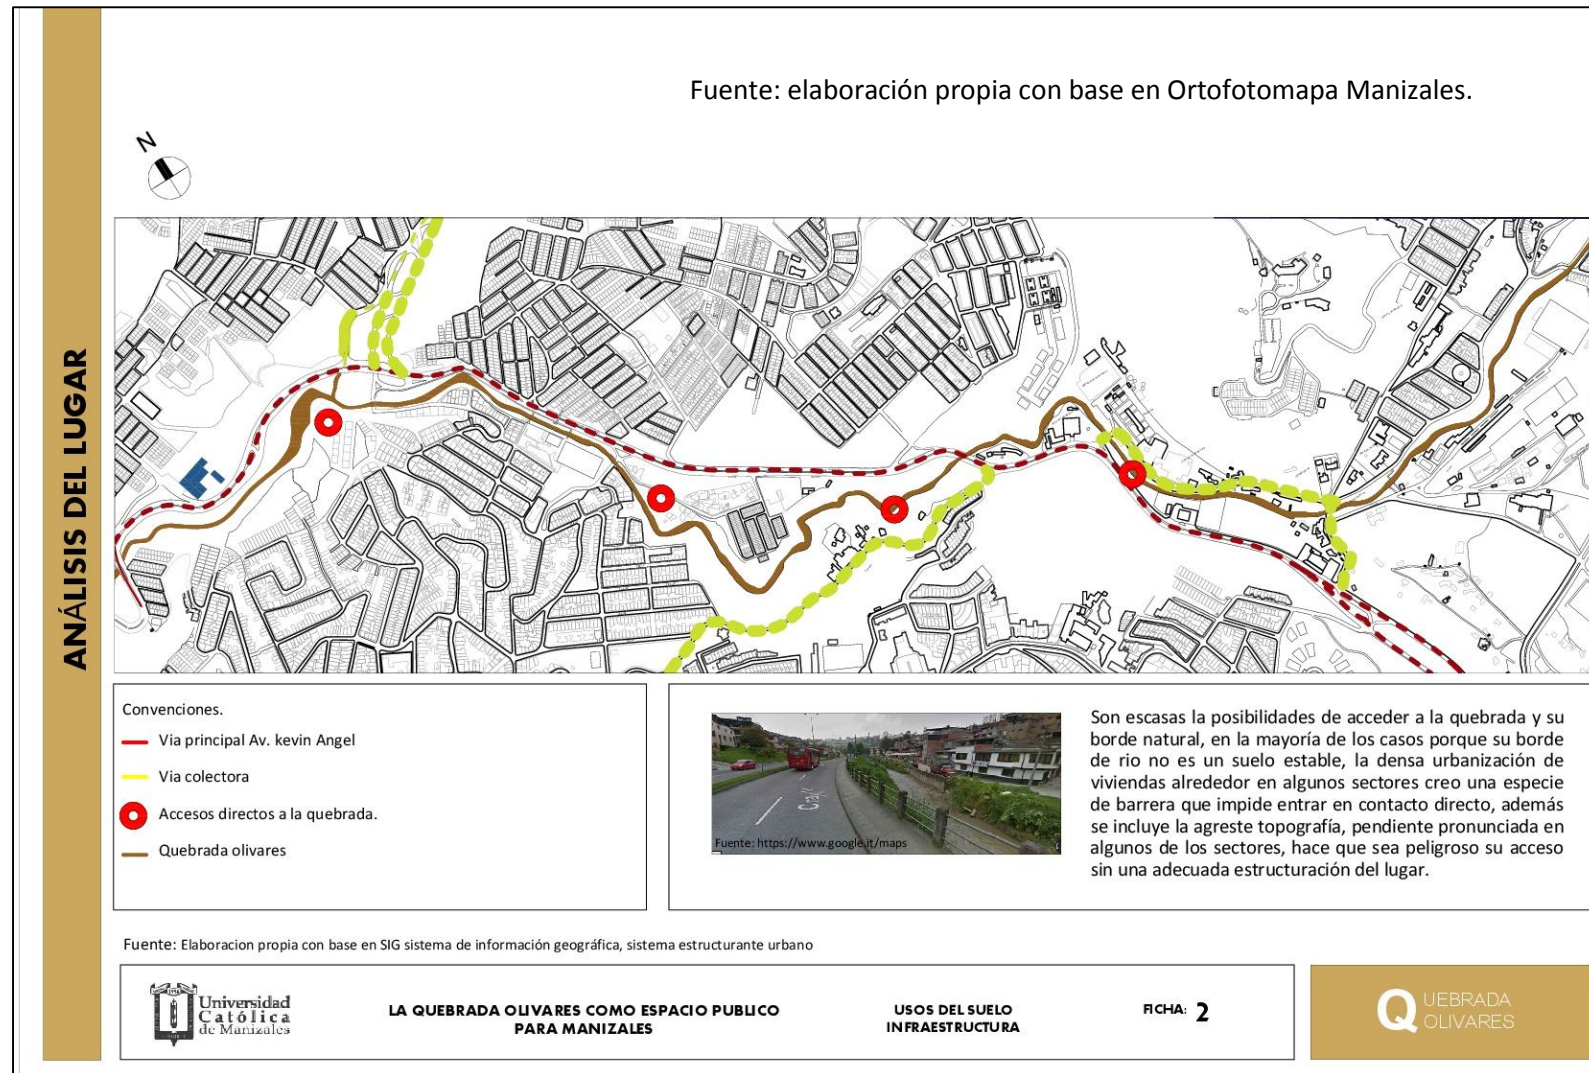 Fuente: elaboración propia con base en Ortofotomapa Manizales.
N
ANÁLISIS DEL LUGAR
Convenciones.
Via principal Av. kevin Angel
Via colectora
Accesos directos a la quebrada.
Quebrada olivares
Cra
Fuente: https://www.google.it/maps
Son escasas la posibilidades de acceder a la quebrada y su
borde natural, en la mayoría de los casos porque su borde
de rio no es un suelo estable, la densa urbanización de
viviendas alrededor en algunos sectores creo una especie
de barrera que impide entrar en contacto directo, además
se incluye la agreste topografía, pendiente pronunciada en
algunos de los sectores, hace que sea peligroso su acceso
sin una adecuada estructuración del lugar.
Fuente: Elaboracion propia con base en SIG sistema de información geográfica, sistema estructurante urbano
Universidad
Católica
de Manizales
LA QUEBRADA OLIVARES COMO ESPACIO PUBLICO
PARA MANIZALES
USOS DEL SUELO
INFRAESTRUCTURA
FICHA: 2
QUEBRADA
OLIVARES